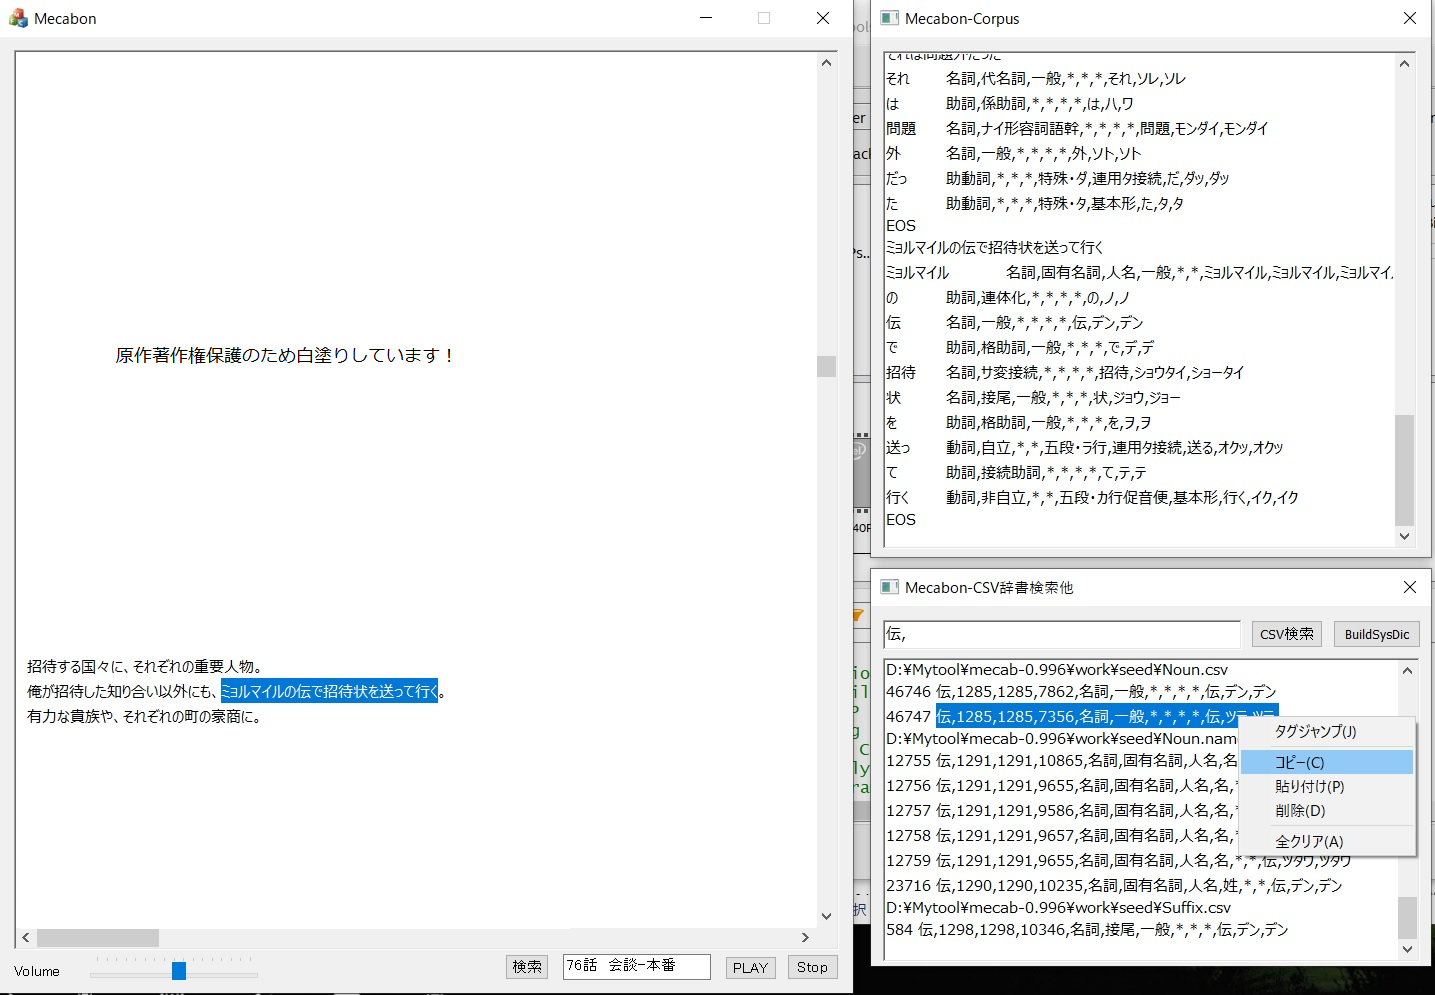 Mecabon
原作著作権保護のため白塗りしています！
招待する国々に、それぞれの重要人物。
俺が招待した知り合い以外にも、ミョルマイルの伝で招待状を送って行く。
有力な貴族や、それぞれの町の豪商に。
Volume
検索
76話　会談−本番
PLAY
Stop
Mecabon-Corpus
それは問題外だった
それ 名詞,代名詞,一般,*,*,*,それ,ソレ,ソレ
は 助詞,係助詞,*,*,*,*,は,ハ,ワ
問題 名詞,ナイ形容詞語幹,*,*,*,*,問題,モンダイ,モンダイ
外 名詞,一般,*,*,*,*,外,ソト,ソト
だっ 助動詞,*,*,*,特殊・ダ,連用タ接続,だ,ダッ,ダッ
た 助動詞,*,*,*,特殊・タ,基本形,た,タ,タ
EOS
ミョルマイルの伝で招待状を送って行く
ミョルマイル 名詞,固有名詞,人名,一般,*,*,ミョルマイル,ミョルマイル,ミョルマイ
の 助詞,連体化,*,*,*,*,の,ノ,ノ
伝 名詞,一般,*,*,*,*,伝,デン,デン
で 助詞,格助詞,一般,*,*,*,で,デ,デ
招待 名詞,サ変接続,*,*,*,*,招待,ショウタイ,ショータイ
状 名詞,接尾,一般,*,*,*,状,ジョウ,ジョー
を 助詞,格助詞,一般,*,*,*,を,ヲ,ヲ
送っ 動詞,自立,*,*,五段・ラ行,連用タ接続,送る,オクッ,オクッ
て 助詞,接続助詞,*,*,*,*,て,テ,テ
行く 動詞,非自立,*,*,五段・カ行促音便,基本形,行く,イク,イク
EOS
Mecabon-CSV辞書検索他
伝,
CSV検索
BuildSysDic
D:¥Mytool¥mecab-0.996¥work¥seed¥Noun.csv
46746 伝,1285,1285,7862,名詞,一般,*,*,*,*,伝,デン,デン
46747 伝,1285,1285,7356,名詞,一般,*,*,*,*,伝,ツテ,ツテ
D:¥Mytool¥mecab-0.996¥work¥seed¥Noun.nam
12755 伝,1291,1291,10865,名詞,固有名詞,人名,名
12756 伝,1291,1291,9655,名詞,固有名詞,人名,名,*
12757 伝,1291,1291,9586,名詞,固有名詞,人名,名,*
12758 伝,1291,1291,9657,名詞,固有名詞,人名,名,*
12759 伝,1291,1291,9655,名詞,固有名詞,人名,名,*,*,伝,ツタワ,ツタワ
23716 伝,1290,1290,10235,名詞,固有名詞,人名,姓,*,*,伝,デン,デン
D:¥Mytool¥mecab-0.996¥work¥seed¥Suffix.csv
584 伝,1298,1298,10346,名詞,接尾,一般,*,*,*,伝,デン,デン
タグジャンプ(J)
コピー(C)
貼り付け(P)
削除(D)
全クリア(A)